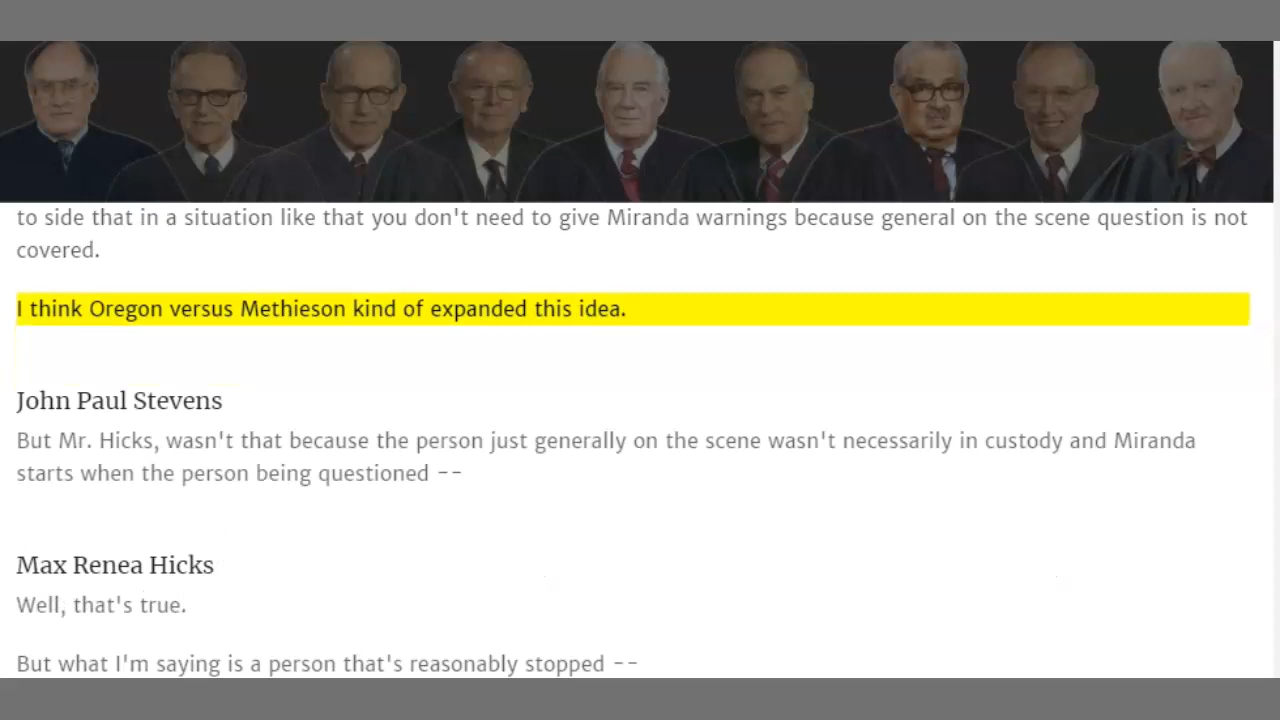 to side that in a situation like that you don't need to give Miranda warnings because general on the scene question is not
covered.
I think Oregon versus Methieson kind of expanded this idea.
John Paul Stevens
But Mr. Hicks, wasn't that because the person just generally on the scene wasn't necessarily in custody and Miranda
starts when the person being questioned --
Max Renea Hicks
Well, that's true.
But what I'm saying is a person that's reasonably stopped --